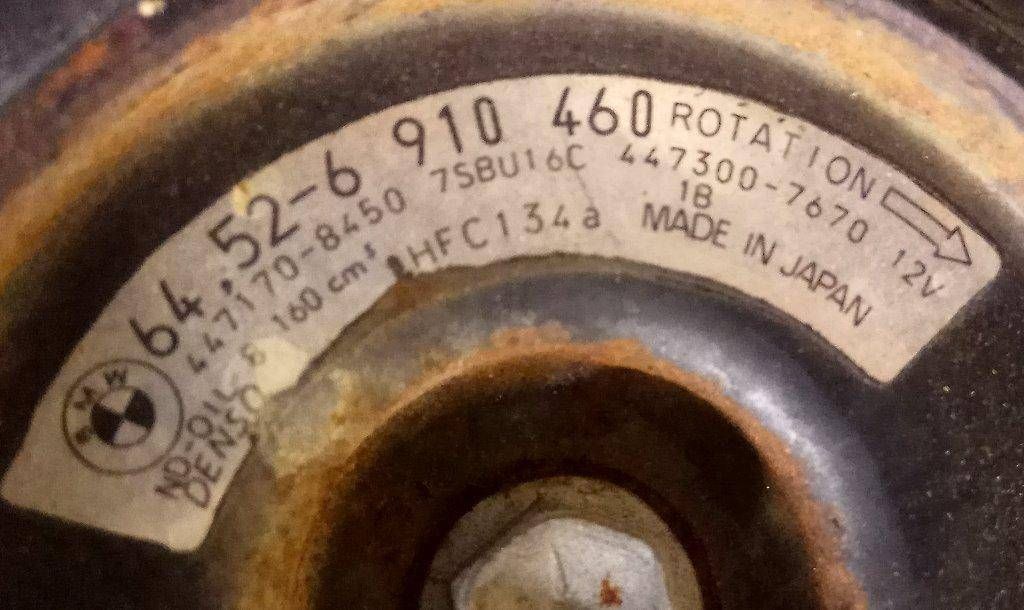 BMW
64.52-6 910 460 ROTATION
447170-8450 7SBU16C 447300-7670 12V
160 cm³ HFC134a 1B
MADE IN JAPAN
ND-OIL 8
DENSO